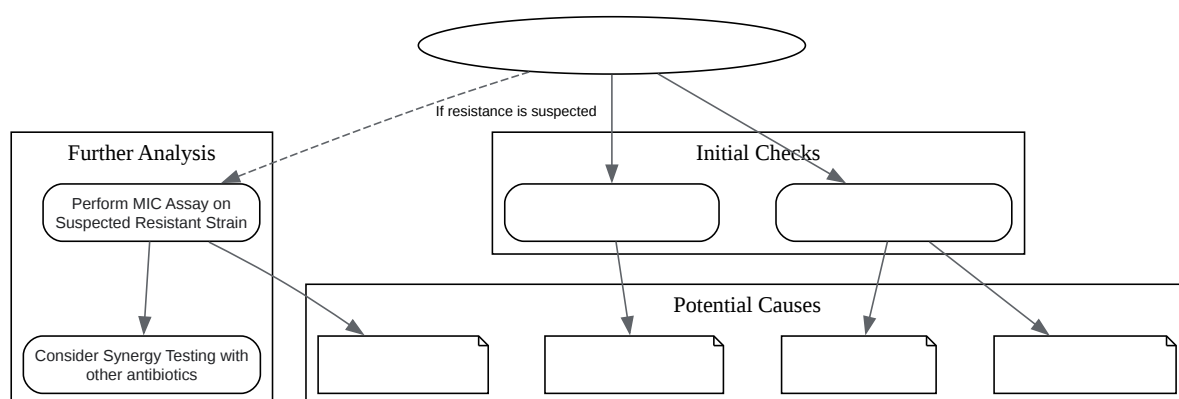 If resistance is suspected
Further Analysis
Initial Checks
Perform MIC Assay on
Suspected Resistant Strain
Potential Causes
Consider Synergy Testing with
other antibiotics